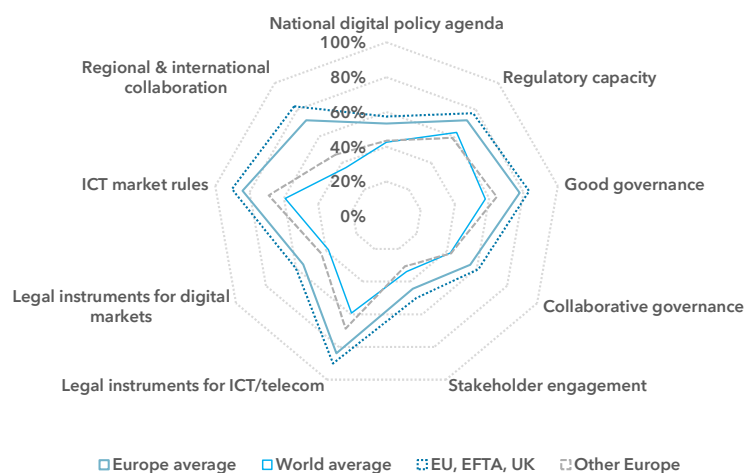 National digital policy agenda
100%
80%
60%
40%
20%
0%
Regulatory capacity
Good governance
Collaborative governance
Stakeholder engagement
Legal instruments for ICT/telecom
Legal instruments for digital
markets
ICT market rules
Regional & international
collaboration
Europe average
World average
EU, EFTA, UK
Other Europe